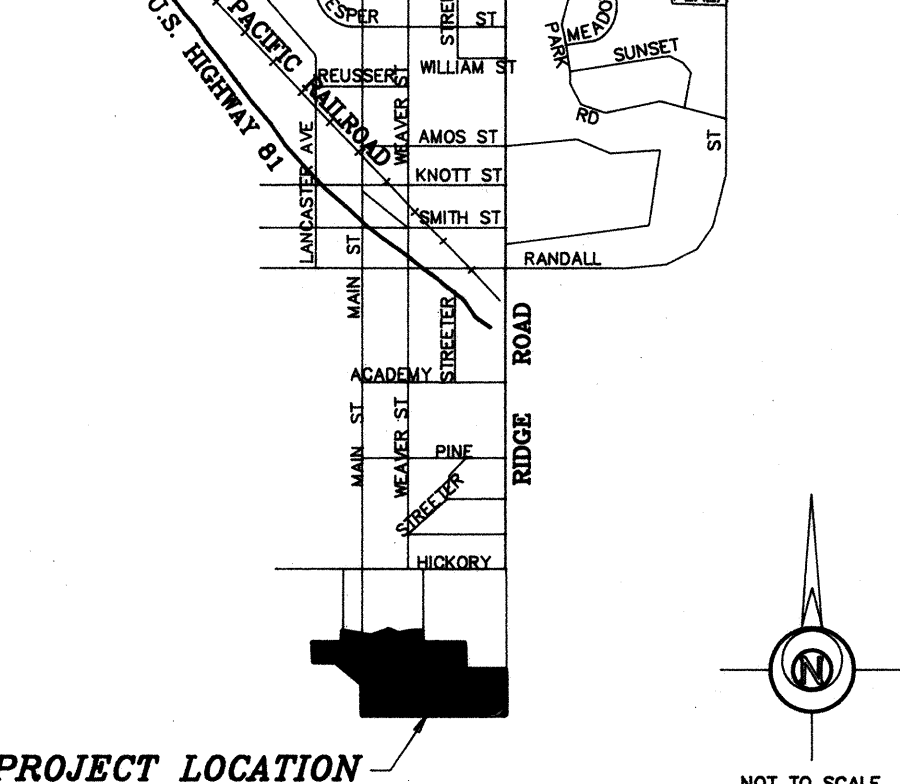 ESPER
ST
MEADO
PARK
SUNSET
RD
ST
U.S. HIGHWAY 81
PACIFIC RAILROAD
REUSSER
WEAVER ST
WILLIAM ST
AMOS ST
KNOTT ST
SMITH ST
LANCASTER AVE
MAIN ST
RANDALL
STREETER
RIDGE ROAD
ACADEMY
MAIN ST
WEAVER ST
PINE
STREETER
HICKORY
N
PROJECT LOCATION
NOT TO SCALE